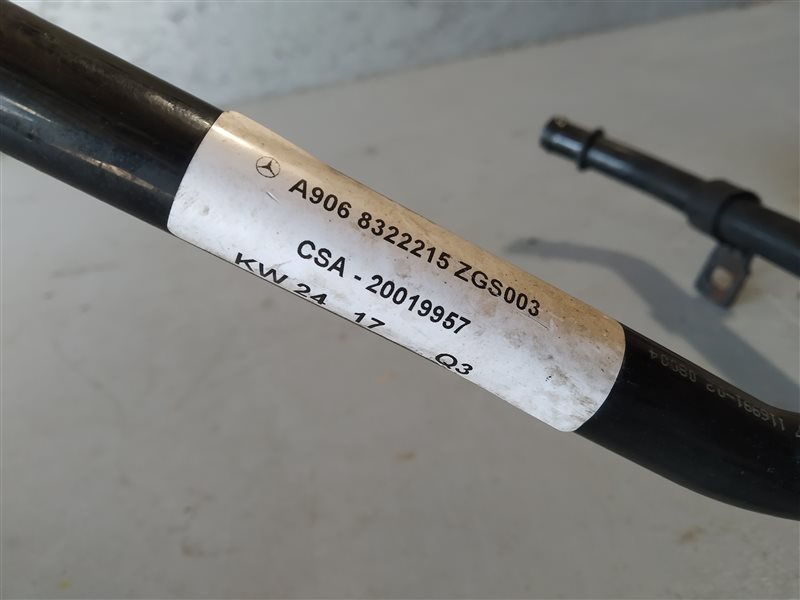 A906 8322215 ZGS003
CSA - 20019957
KW 24 17 Q3